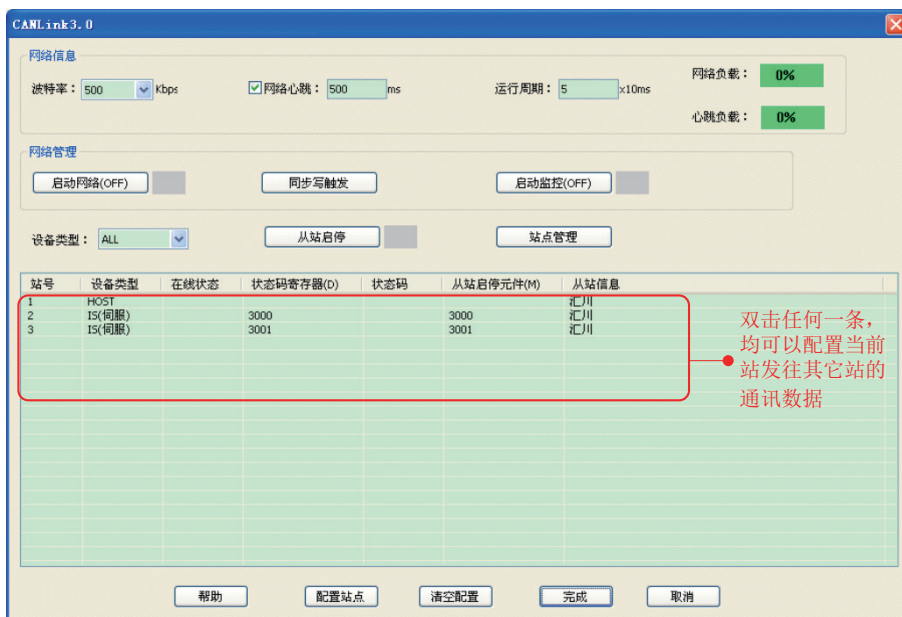 CANLink3.0
网络信息
波特率： 500 Kbps 网络心跳： 500 ms 运行周期： 5 x10ms
网络负载： 0%
心跳负载： 0%
网络管理
启动网络(OFF) 同步写触发 启动监控(OFF)
设备类型： ALL 从站启停 站点管理
站号 设备类型 在线状态 状态码寄存器(D) 状态码 从站启停元件(M) 从站信息
1 HOST 汇川
2 IS(伺服) 3000 3000 汇川
3 IS(伺服) 3001 3001 汇川
双击任何一条，
均可以配置当前
站发往其它站的
通讯数据
帮助 配置站点 清空配置 完成 取消